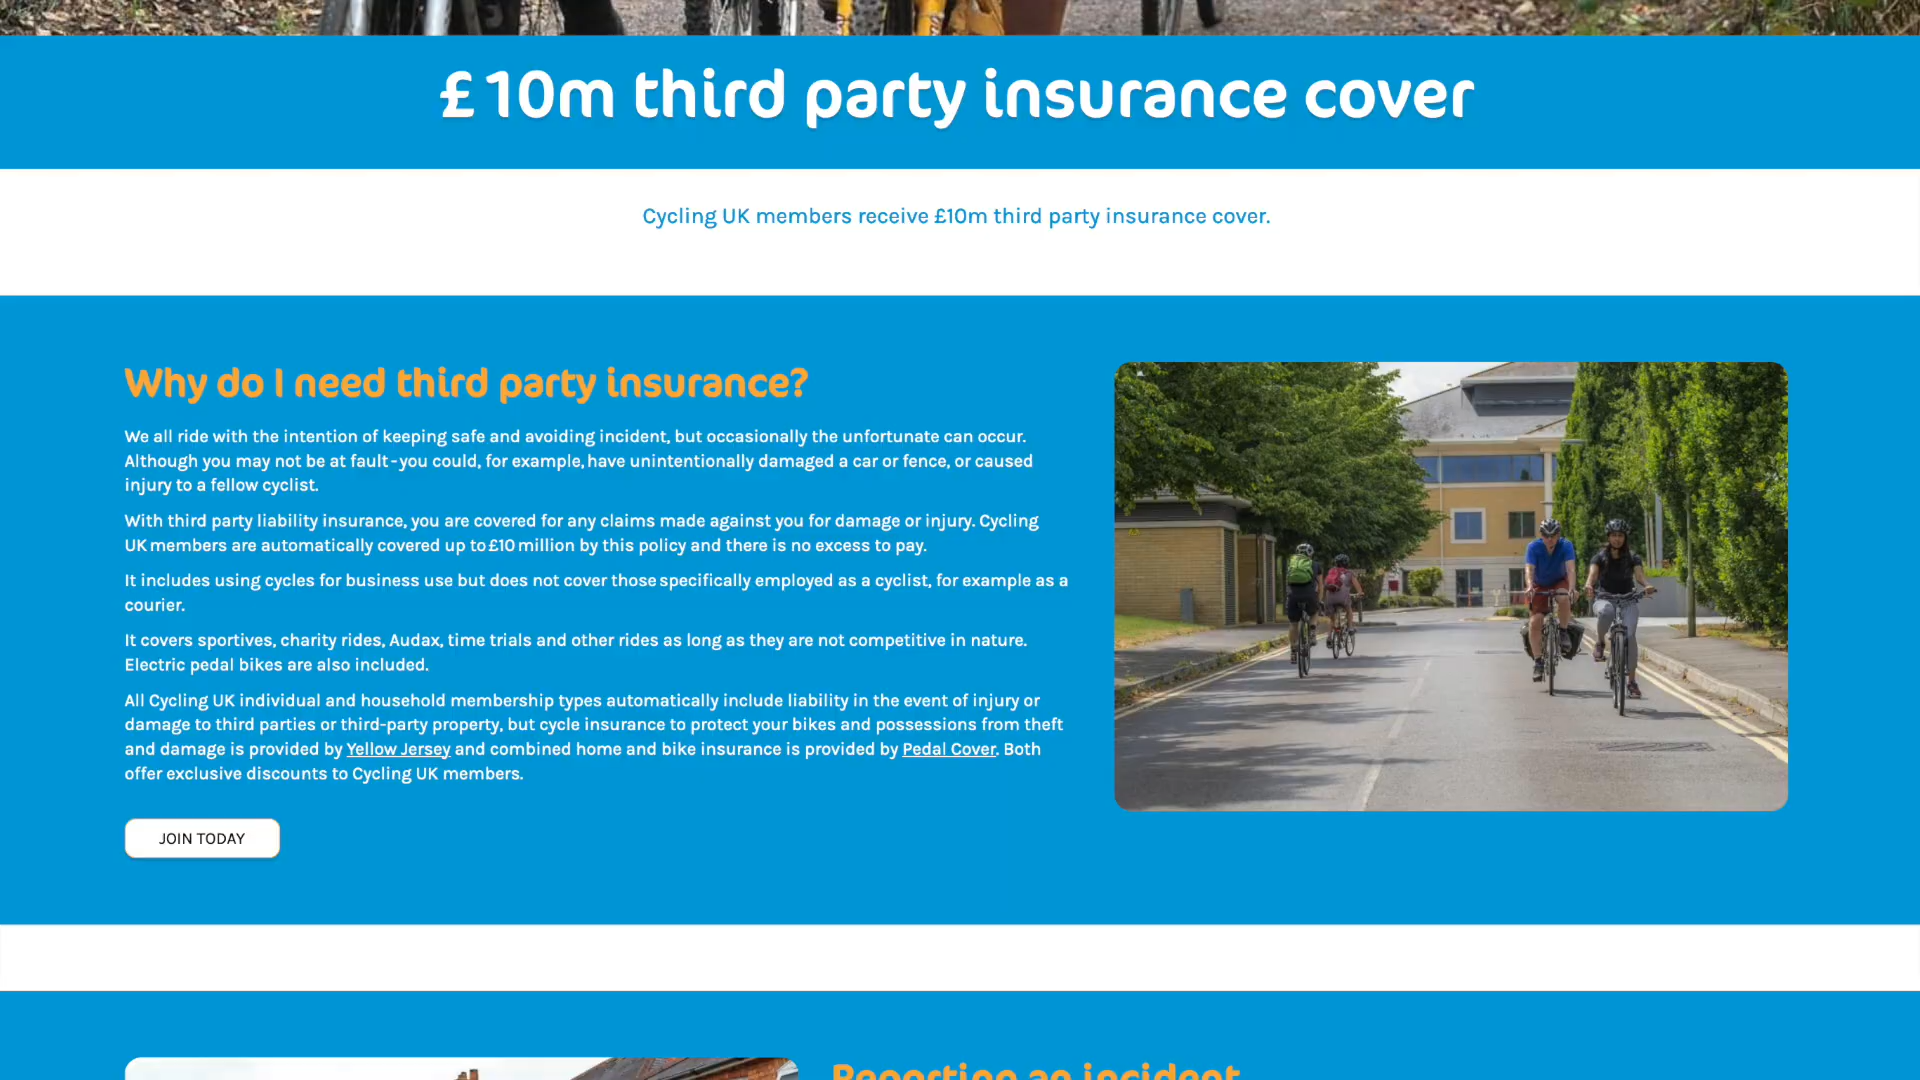 £10m third party insurance cover
Cycling UK members receive £10m third party insurance cover.
Why do I need third party insurance?
We all ride with the intention of keeping safe and avoiding incident, but occasionally the unfortunate can occur.
Although you may not be at fault - you could, for example, have unintentionally damaged a car or fence, or caused
injury to a fellow cyclist.
With third party liability insurance, you are covered for any claims made against you for damage or injury. Cycling
UK members are automatically covered up to £10 million by this policy and there is no excess to pay.
It includes using cycles for business use but does not cover those specifically employed as a cyclist, for example as a
courier.
It covers sportives, charity rides, Audax, time trials and other rides as long as they are not competitive in nature.
Electric pedal bikes are also included.
All Cycling UK individual and household membership types automatically include liability in the event of injury or
damage to third parties or third-party property, but cycle insurance to protect your bikes and possessions from theft
and damage is provided by Yellow Jersey and combined home and bike insurance is provided by Pedal Cover. Both
offer exclusive discounts to Cycling UK members.
JOIN TODAY
Reporting an incident